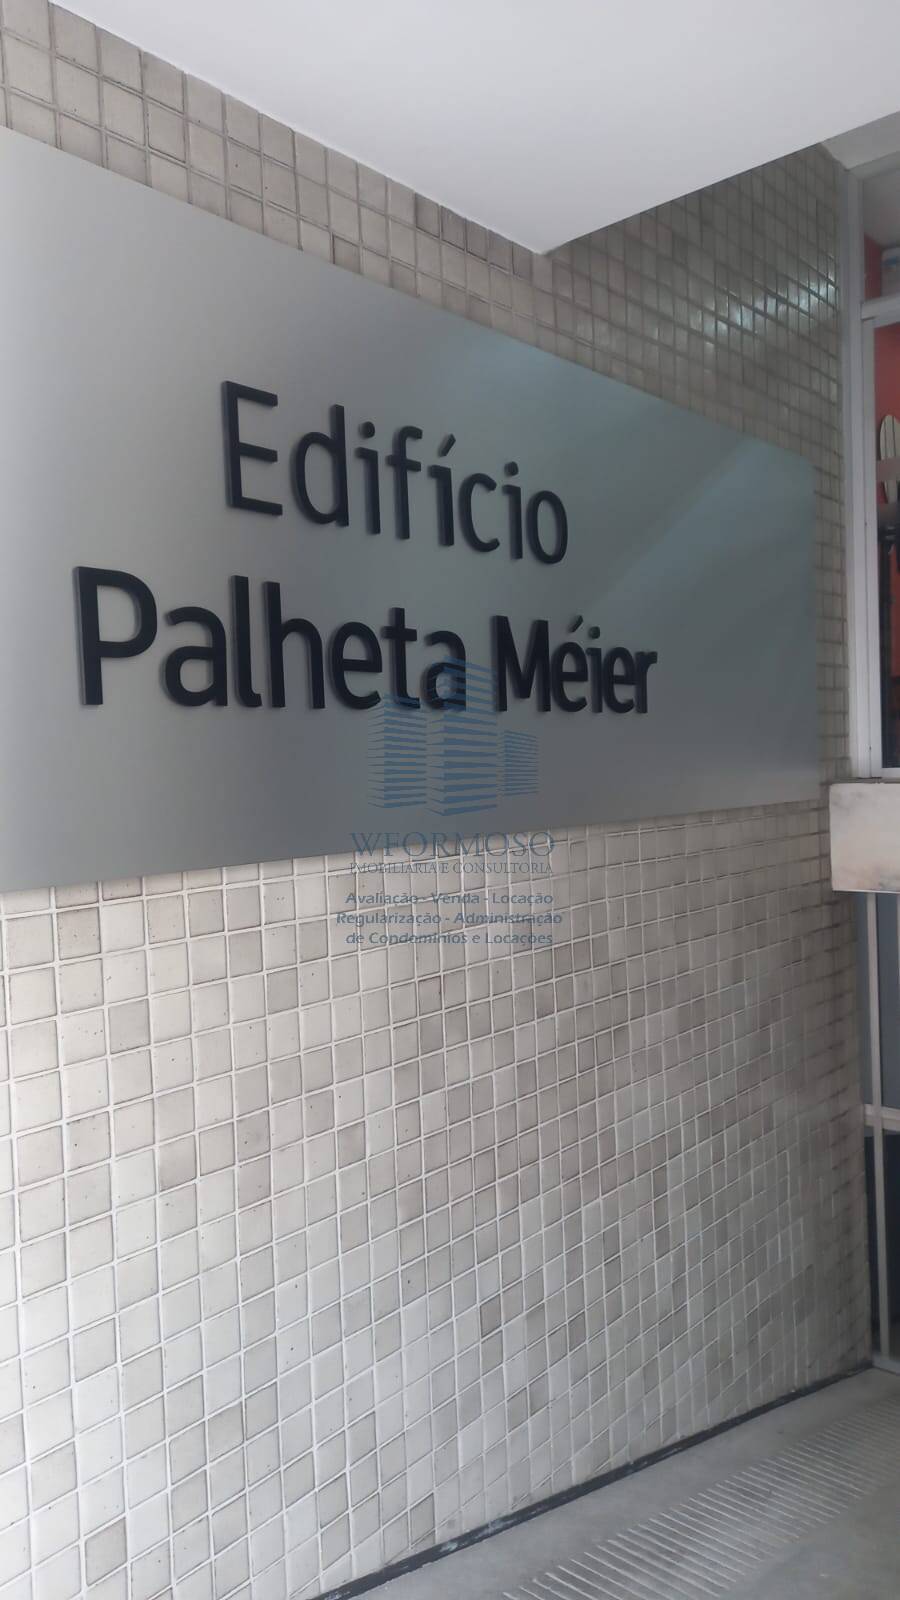 Edifício
Palheta Méier
WFORMOSO
IMOBILIÁRIA E CONSULTORIA
Avaliação - Venda - Locação
Regularização - Administração
de Condomínios e Locações